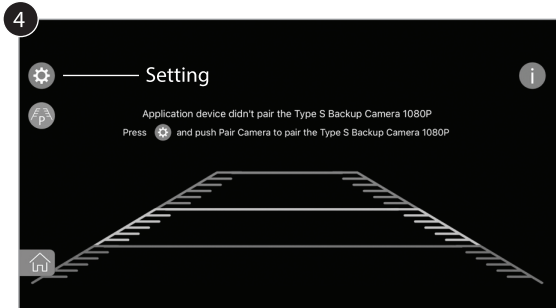 4
Setting
i
P
Application device didn't pair the Type S Backup Camera 1080P
Press and push Pair Camera to pair the Type S Backup Camera 1080P